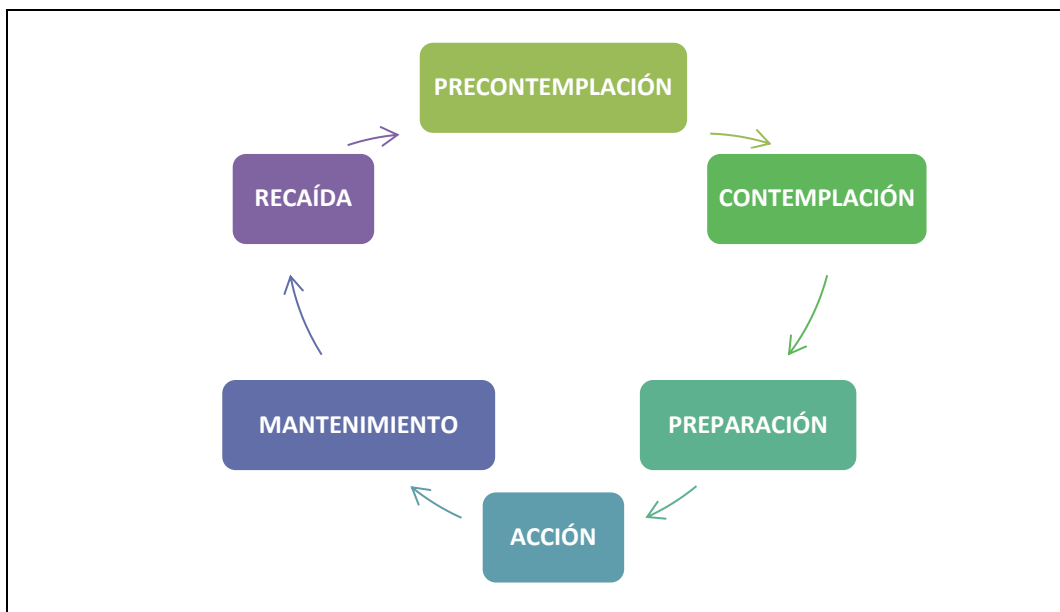 PRECONTEMPLACIÓN
CONTEMPLACIÓN
PREPARACIÓN
ACCIÓN
MANTENIMIENTO
RECAÍDA